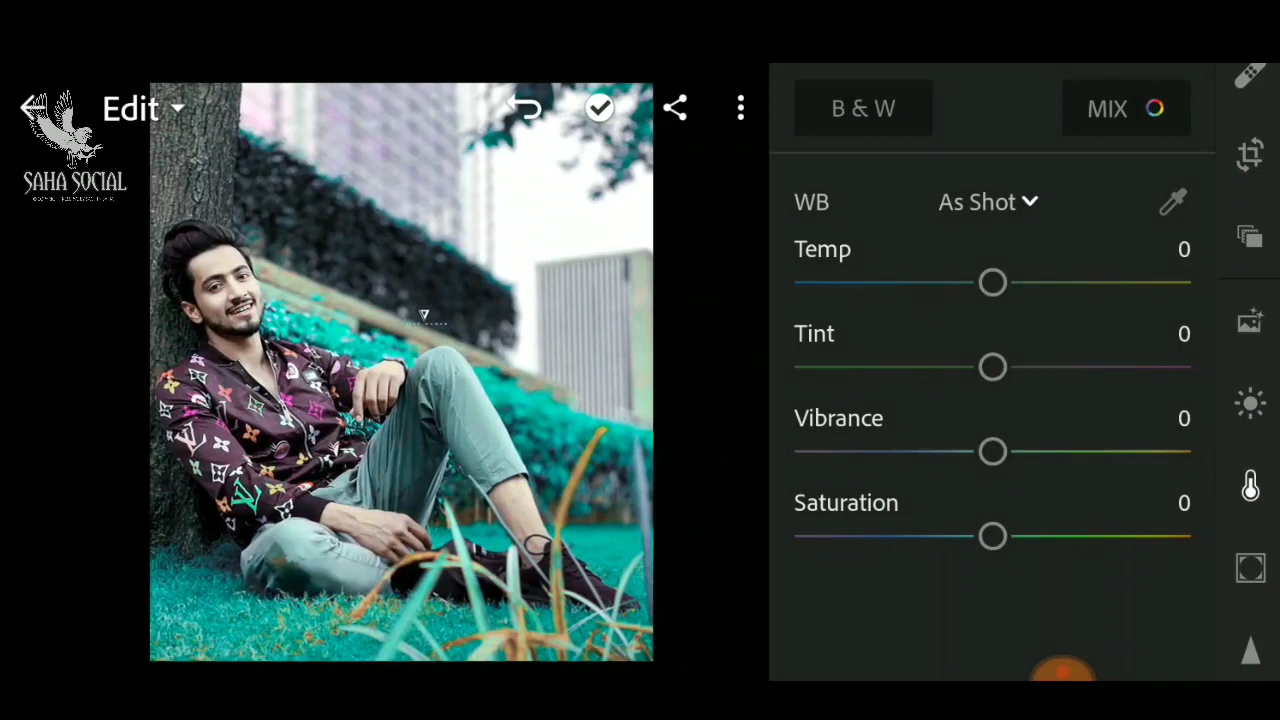 Edit
SAHA SOCIAL
B & W
MIX
WB
As Shot
Temp
0
Tint
0
Vibrance
0
Saturation
0